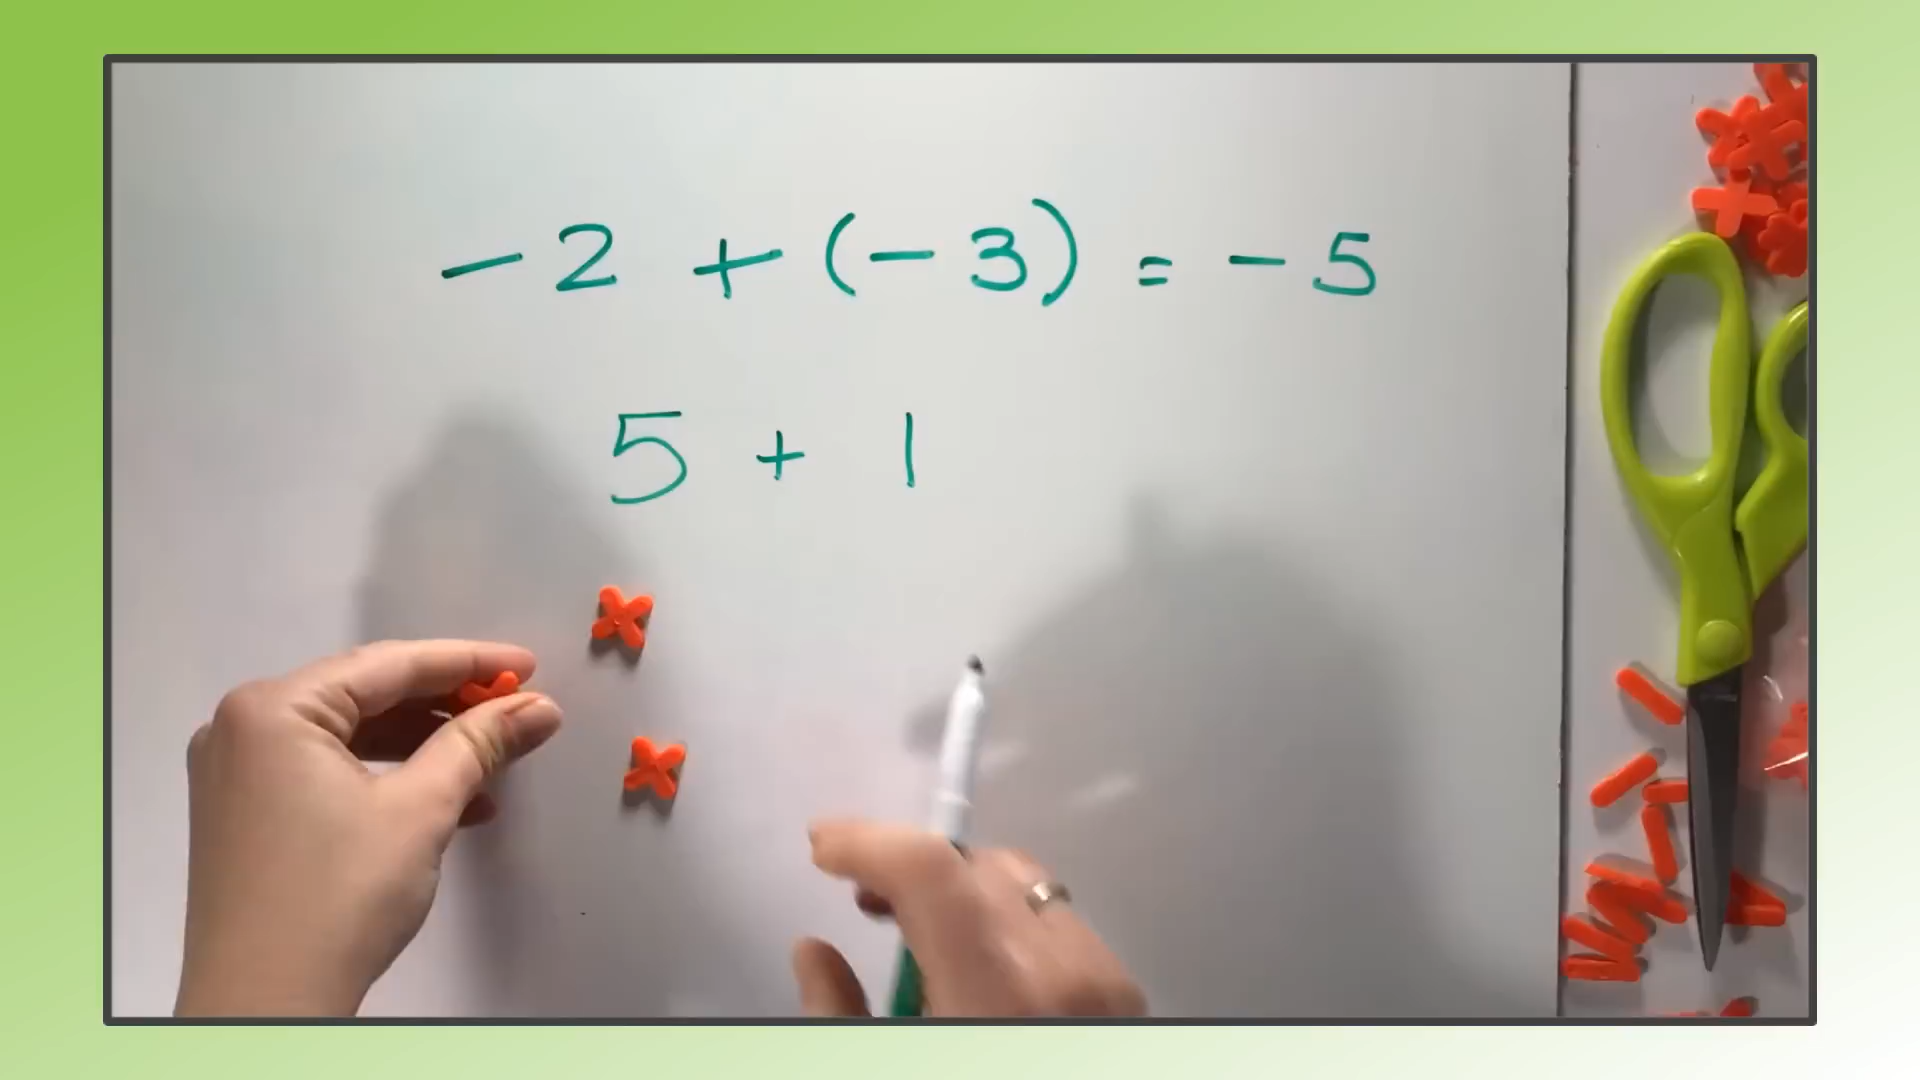 -2 + (-3) = -5
5 + 1